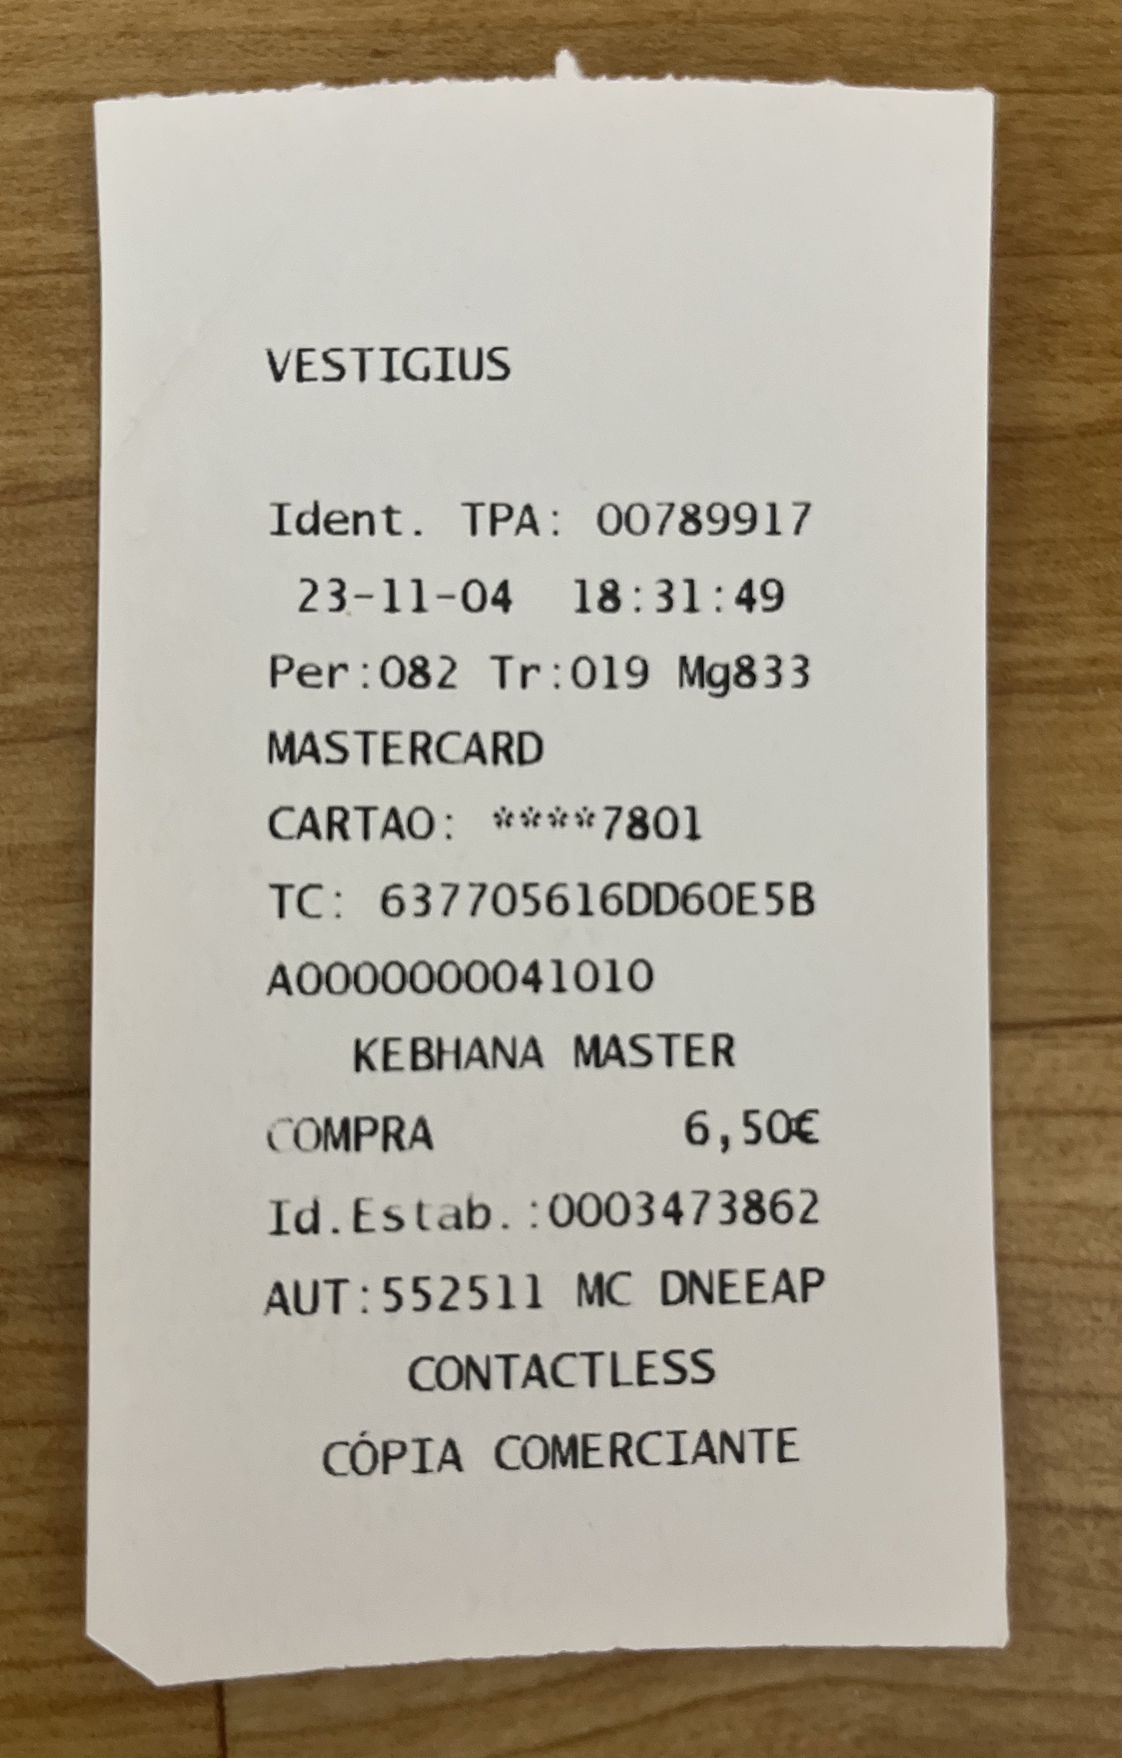 VESTIGIUS
Ident. TPA: 00789917
23-11-04 18:31:49
Per:082 Tr:019 Mg833
MASTERCARD
CARTAO: ****7801
TC: 637705616DD60E5B
A0000000041010
KEBHANA MASTER
COMPRA 6,50€
Id.Estab.:0003473862
AUT:552511 MC DNEEAP
CONTACTLESS
CÓPIA COMERCIANTE